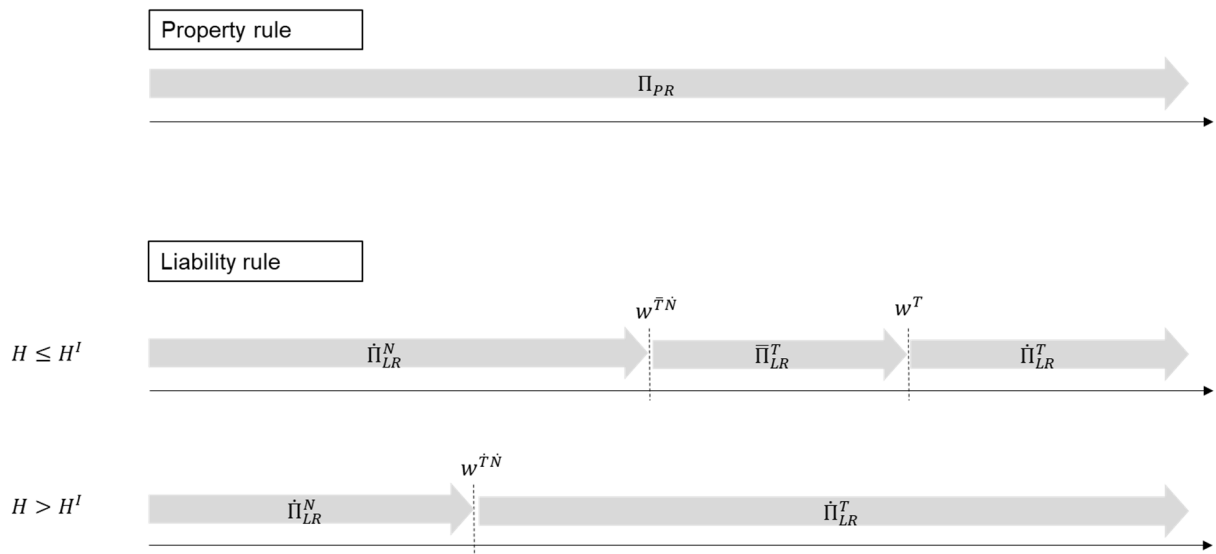 Property rule
Π_PR
Liability rule
w^{T̄Ṅ} w^T
H ≤ H^I Π̇^N_LR Π̄^T_LR Π̇^T_LR
w^{ṪṄ}
H > H^I Π̇^N_LR Π̇^T_LR